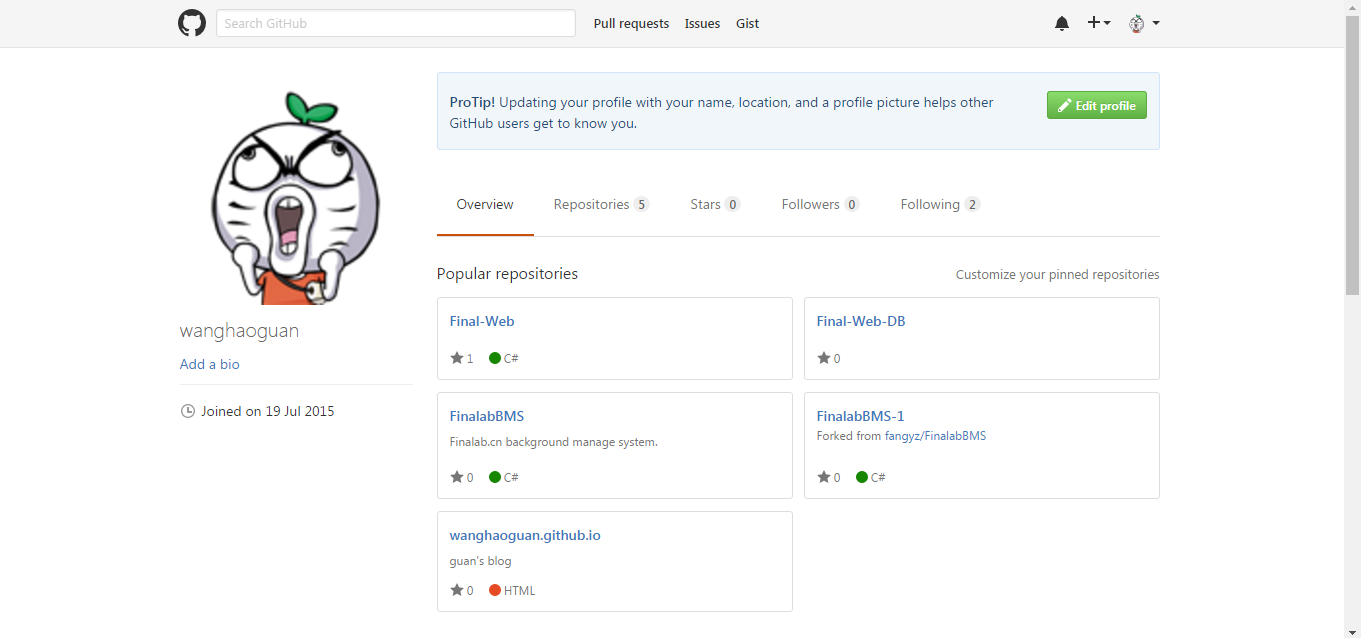 Search GitHub
Pull requests Issues Gist
ProTip! Updating your profile with your name, location, and a profile picture helps other
GitHub users get to know you.
Edit profile
Overview Repositories 5 Stars 0 Followers 0 Following 2
Popular repositories
Customize your pinned repositories
Final-Web
1 C#
Final-Web-DB
0
FinalabBMS
Finalab.cn background manage system.
0 C#
FinalabBMS-1
Forked from fangyz/FinalabBMS
0 C#
wanghaoguan.github.io
guan's blog
0 HTML
wanghaoguan
Add a bio
Joined on 19 Jul 2015